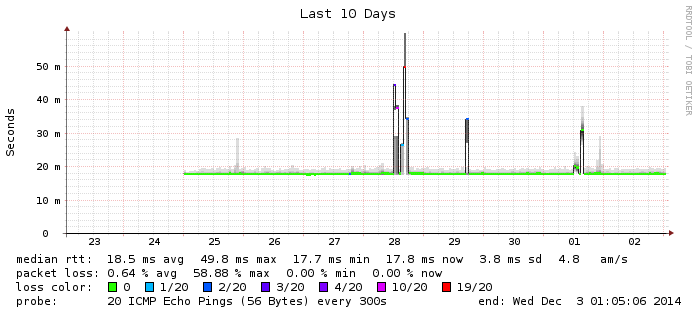 Last 10 Days
RRDTOOL / TOBI OETIKER
Seconds
50 m
40 m
30 m
20 m
10 m
0
23 24 25 26 27 28 29 30 01 02
median rtt: 18.5 ms avg 49.8 ms max 17.7 ms min 17.8 ms now 3.8 ms sd 4.8 am/s
packet loss: 0.64 % avg 58.88 % max 0.00 % min 0.00 % now
loss color: 0 1/20 2/20 3/20 4/20 10/20 19/20
probe: 20 ICMP Echo Pings (56 Bytes) every 300s end: Wed Dec 3 01:05:06 2014